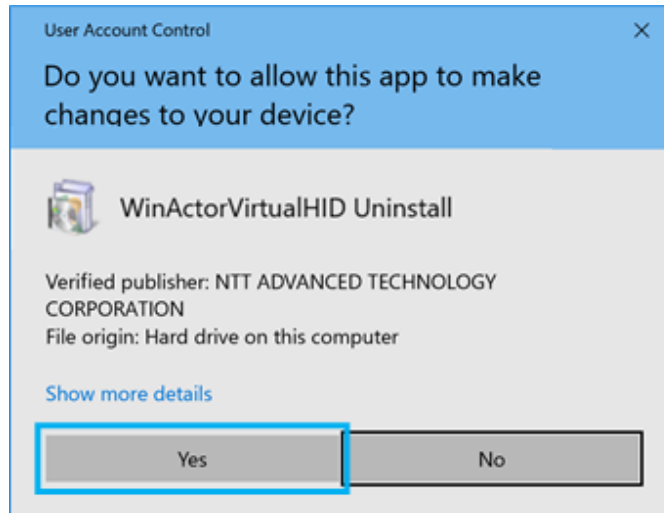 User Account Control
Do you want to allow this app to make
changes to your device?
WinActorVirtualHID Uninstall
Verified publisher: NTT ADVANCED TECHNOLOGY
CORPORATION
File origin: Hard drive on this computer
Show more details
Yes
No